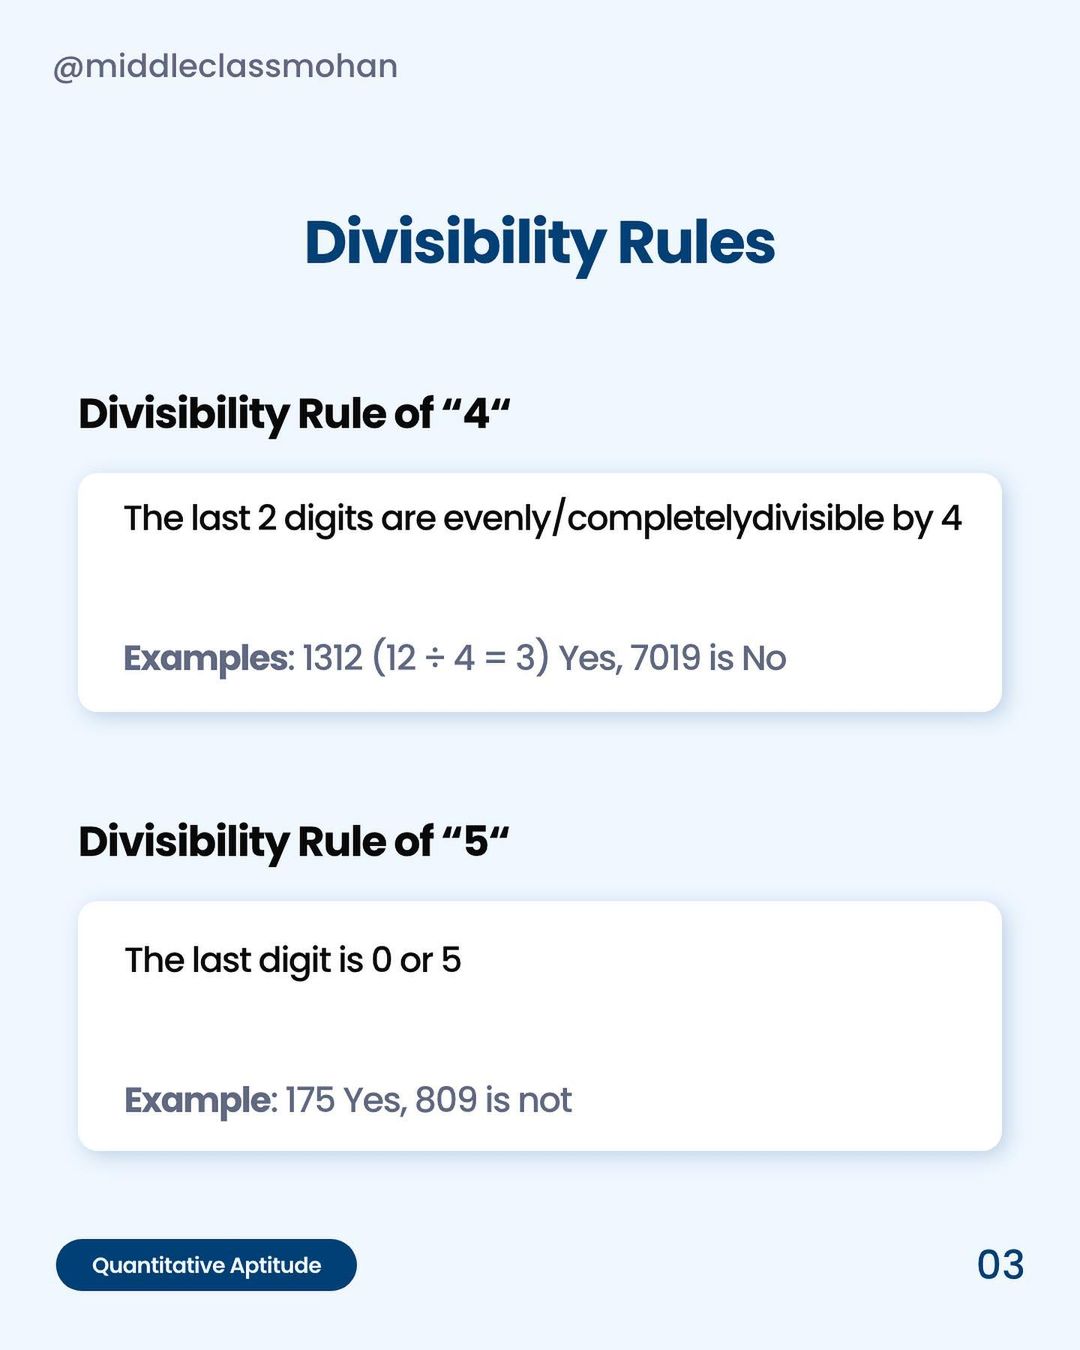 @middleclassmohan
Divisibility Rules
Divisibility Rule of “4“
The last 2 digits are evenly/completelydivisible by 4
Examples: 1312 (12 ÷ 4 = 3) Yes, 7019 is No
Divisibility Rule of “5“
The last digit is 0 or 5
Example: 175 Yes, 809 is not
Quantitative Aptitude
03